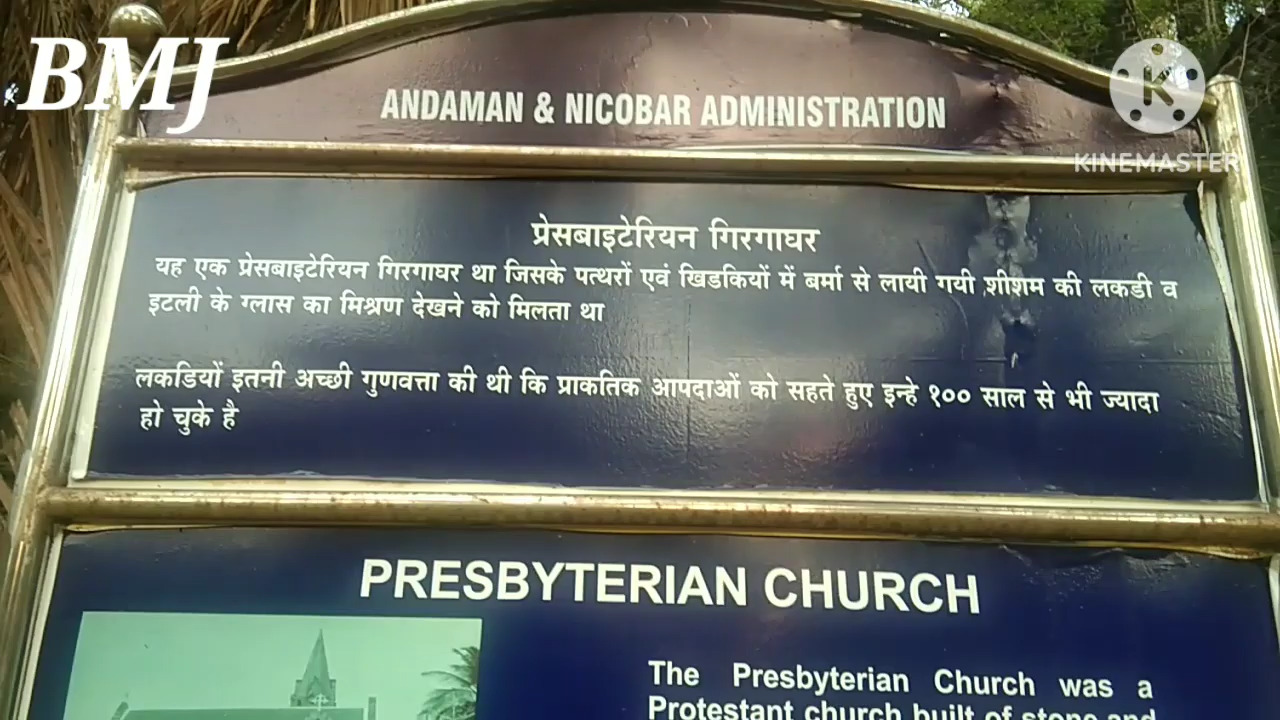 BMJ
KINEMASTER
ANDAMAN & NICOBAR ADMINISTRATION
प्रेसबाइटेरियन गिरगाघर
यह एक प्रेसबाइटेरियन गिरगाघर था जिसके पत्थरों एवं खिडकियों में बर्मा से लायी गयी शीशम की लकडी व
इटली के ग्लास का मिश्रण देखने को मिलता था
लकडियों इतनी अच्छी गुणवत्ता की थी कि प्राकतिक आपदाओं को सहते हुए इन्हे १०० साल से भी ज्यादा
हो चुके है
PRESBYTERIAN CHURCH
The Presbyterian Church was a
Protestant church built of stone and